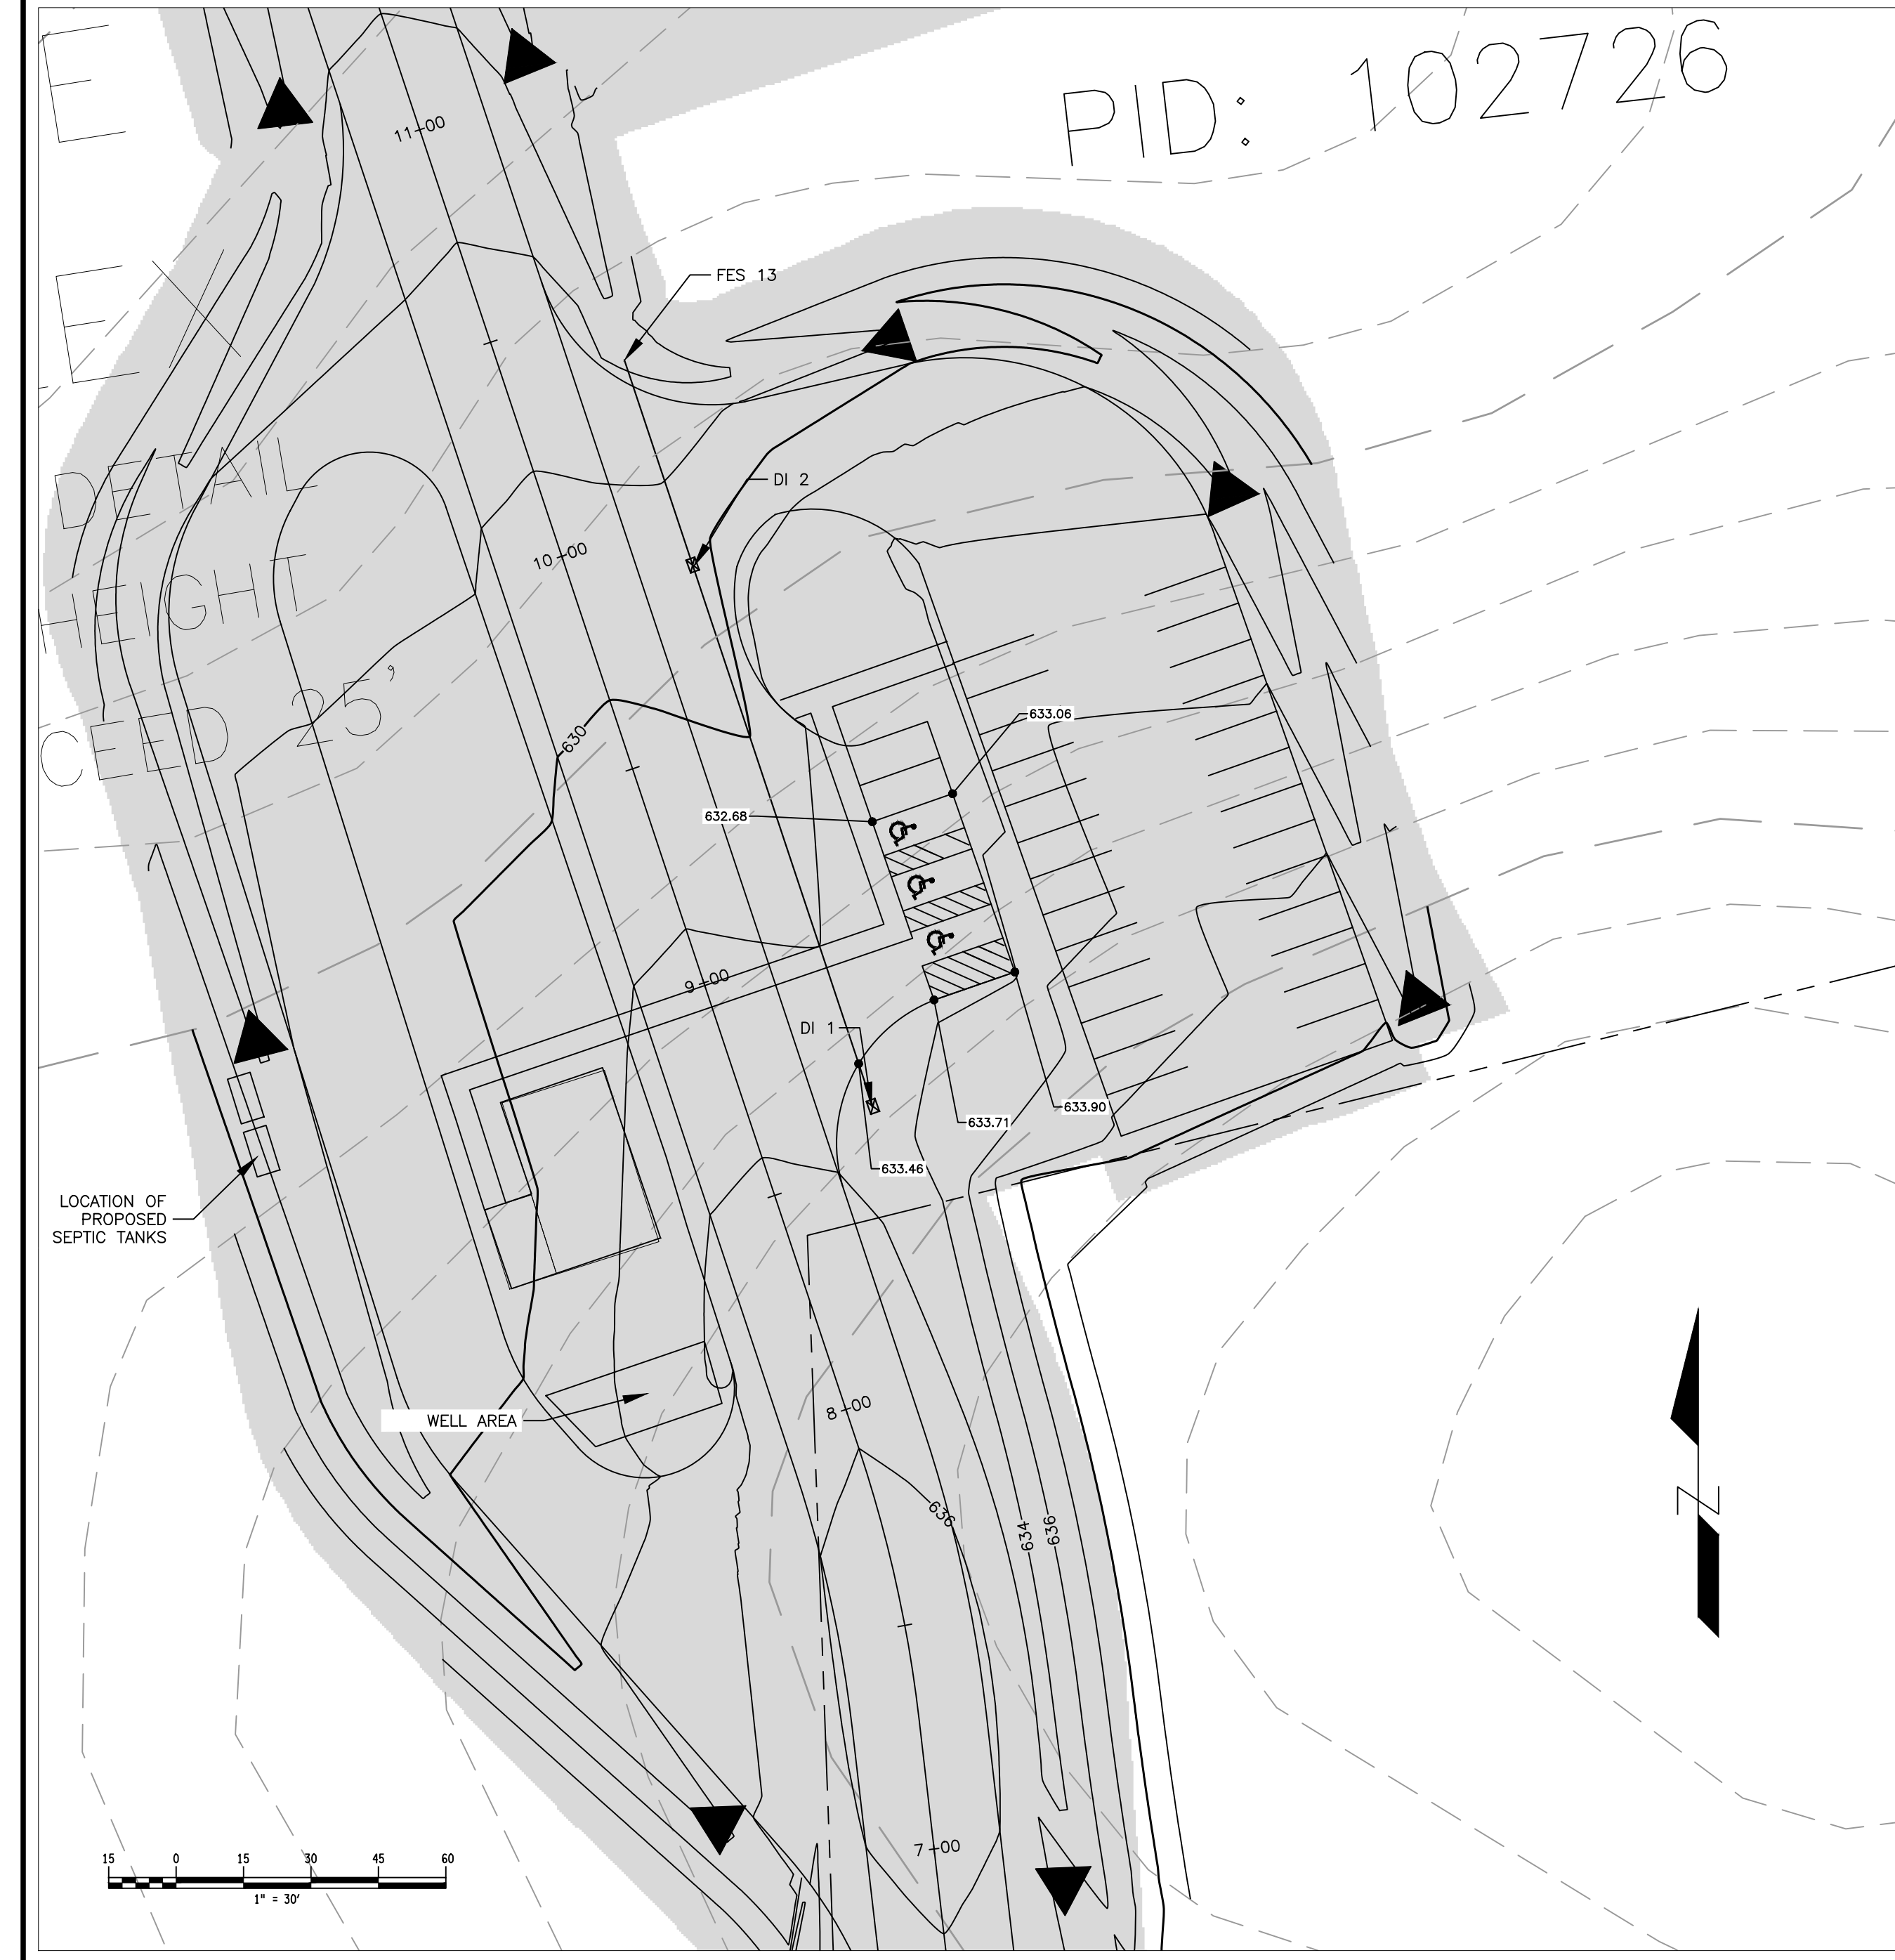 PID: 102726
E
11+00
E
FES 13
DETAIL
DI 2
10+00
HEIGHT
CEED 25'
633.06
630
632.68
9+00
DI 1
633.90
633.71
633.46
LOCATION OF
PROPOSED
SEPTIC TANKS
WELL AREA
8+00
636
634
636
N
7+00
15 0 15 30 45 60
1" = 30'